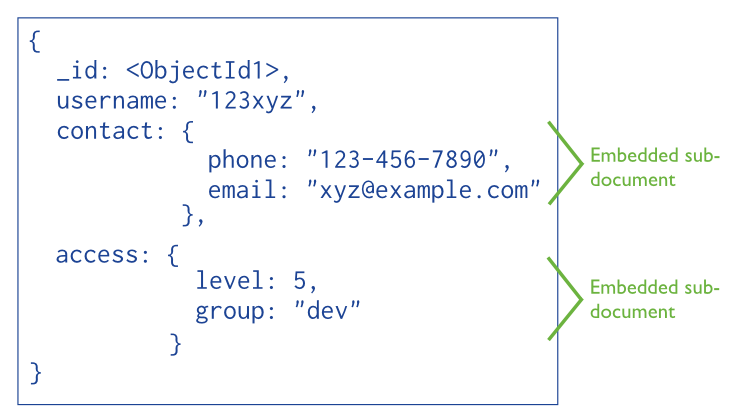 {
_id: <ObjectId1>,
username: "123xyz",
contact: {
phone: "123-456-7890",
email: "xyz@example.com"
},
Embedded sub-
document
access: {
level: 5,
group: "dev"
}
Embedded sub-
document
}